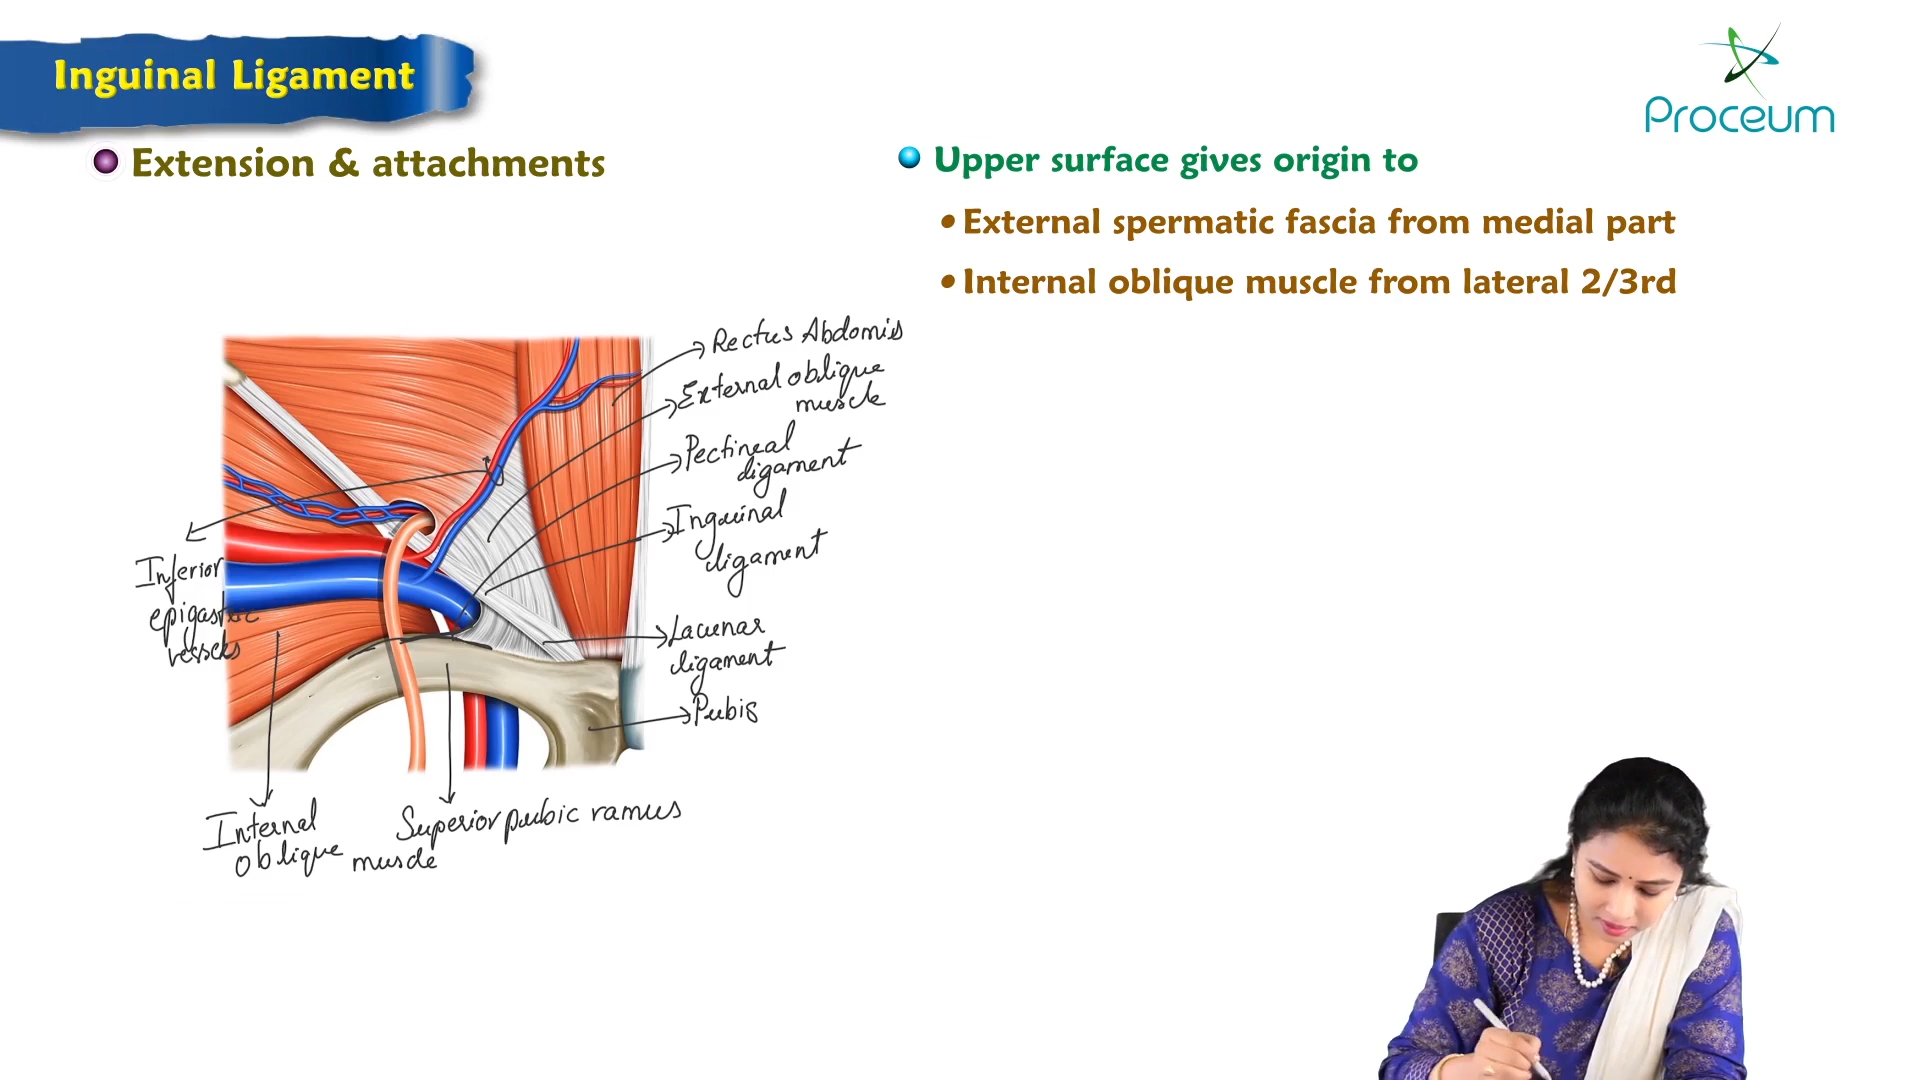 Inguinal Ligament
Proceum
Extension & attachments
Upper surface gives origin to
• External spermatic fascia from medial part
• Internal oblique muscle from lateral 2/3rd
Rectus Abdomis
External oblique
muscle
Pectineal
ligament
Inguinal
ligament
Inferior
epigastric
vessels
Lacunar
ligament
Pubis
Internal
oblique muscle
Superior pubic ramus